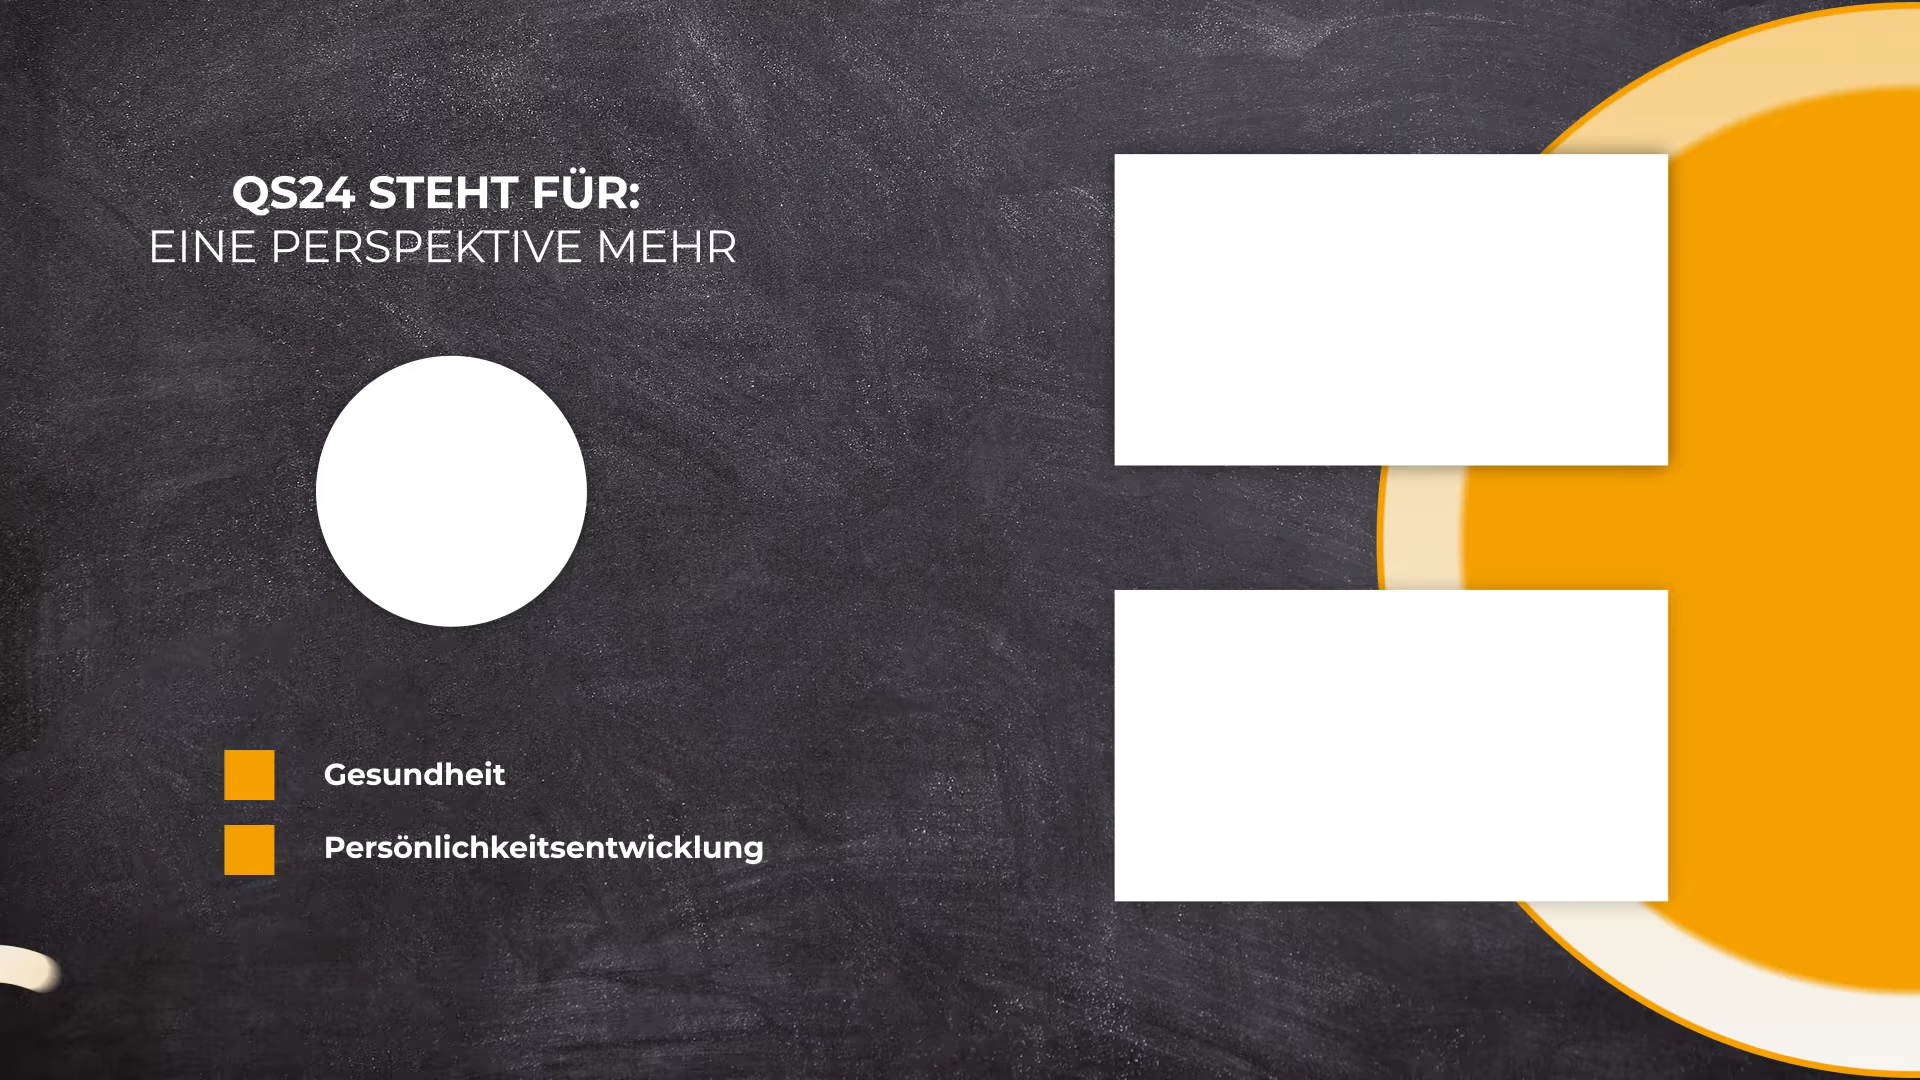 QS24 STEHT FÜR:
EINE PERSPEKTIVE MEHR
Gesundheit
Persönlichkeitsentwicklung